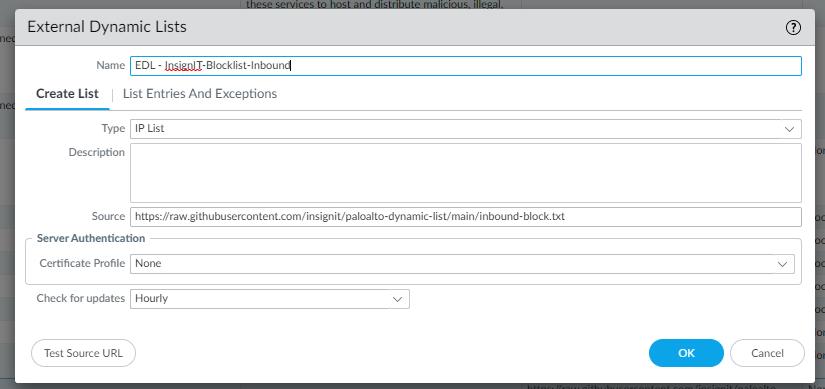 these services to host and distribute malicious, illegal,
External Dynamic Lists
?
Name EDL - InsignIT-Blocklist-Inbound
Create List List Entries And Exceptions
Type IP List
Description
Source https://raw.githubusercontent.com/insignit/paloalto-dynamic-list/main/inbound-block.txt
Server Authentication
Certificate Profile None
Check for updates Hourly
Test Source URL OK Cancel